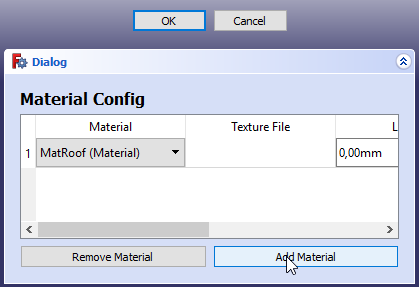 OK Cancel
Dialog
Material Config
Material Texture File L
1 MatRoof (Material) 0,00mm
Remove Material Add Material